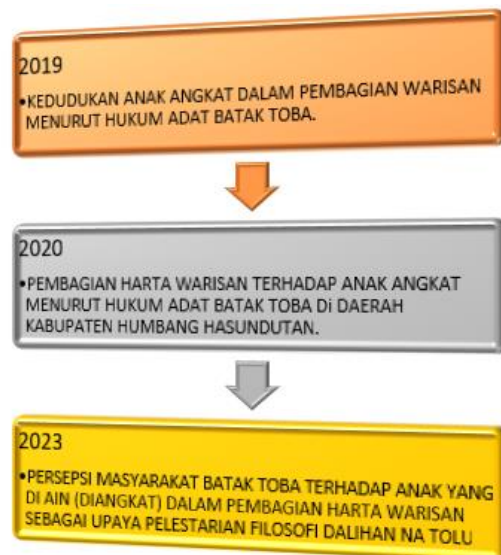 2019
•KEDUDUKAN ANAK ANGKAT DALAM PEMBAGIAN WARISAN
MENURUT HUKUM ADAT BATAK TOBA.
2020
•PEMBAGIAN HARTA WARISAN TERHADAP ANAK ANGKAT
MENURUT HUKUM ADAT BATAK TOBA Di DAERAH
KABUPATEN HUMBANG HASUNDUTAN.
2023
•PERSEPSI MASYARAKAT BATAK TOBA TERHADAP ANAK YANG
DI AIN (DIANGKAT) DALAM PEMBAGIAN HARTA WARISAN
SEBAGAI UPAYA PELESTARIAN FILOSOFI DALIHAN NA TOLU